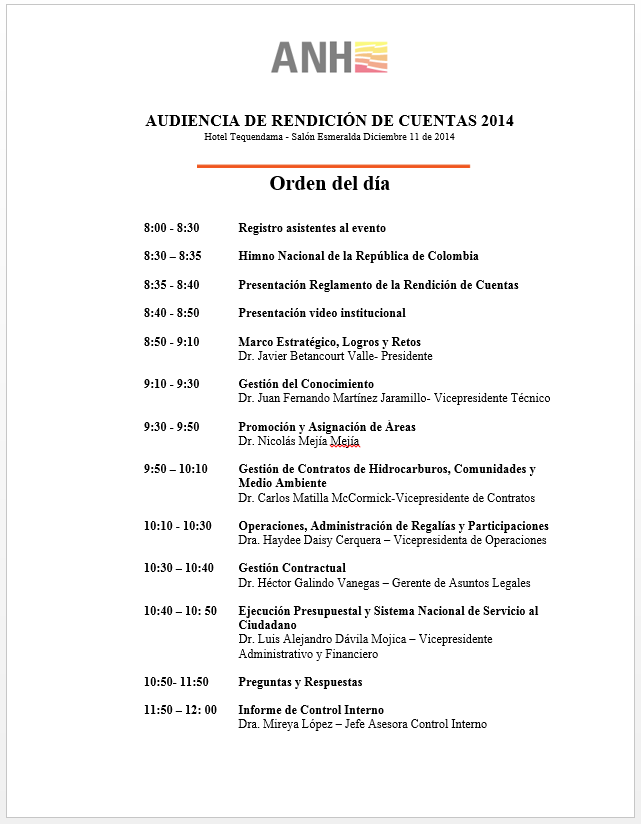 ANH
AUDIENCIA DE RENDICIÓN DE CUENTAS 2014
Hotel Tequendama - Salón Esmeralda Diciembre 11 de 2014
Orden del día
8:00 - 8:30 Registro asistentes al evento
8:30 – 8:35 Himno Nacional de la República de Colombia
8:35 - 8:40 Presentación Reglamento de la Rendición de Cuentas
8:40 - 8:50 Presentación video institucional
8:50 - 9:10 Marco Estratégico, Logros y Retos
Dr. Javier Betancourt Valle- Presidente
9:10 - 9:30 Gestión del Conocimiento
Dr. Juan Fernando Martínez Jaramillo- Vicepresidente Técnico
9:30 - 9:50 Promoción y Asignación de Áreas
Dr. Nicolás Mejía Mejía
9:50 – 10:10 Gestión de Contratos de Hidrocarburos, Comunidades y
Medio Ambiente
Dr. Carlos Matilla McCormick-Vicepresidente de Contratos
10:10 - 10:30 Operaciones, Administración de Regalías y Participaciones
Dra. Haydee Daisy Cerquera – Vicepresidenta de Operaciones
10:30 – 10:40 Gestión Contractual
Dr. Héctor Galindo Vanegas – Gerente de Asuntos Legales
10:40 – 10: 50 Ejecución Presupuestal y Sistema Nacional de Servicio al
Ciudadano
Dr. Luis Alejandro Dávila Mojica – Vicepresidente
Administrativo y Financiero
10:50- 11:50 Preguntas y Respuestas
11:50 – 12: 00 Informe de Control Interno
Dra. Mireya López – Jefe Asesora Control Interno